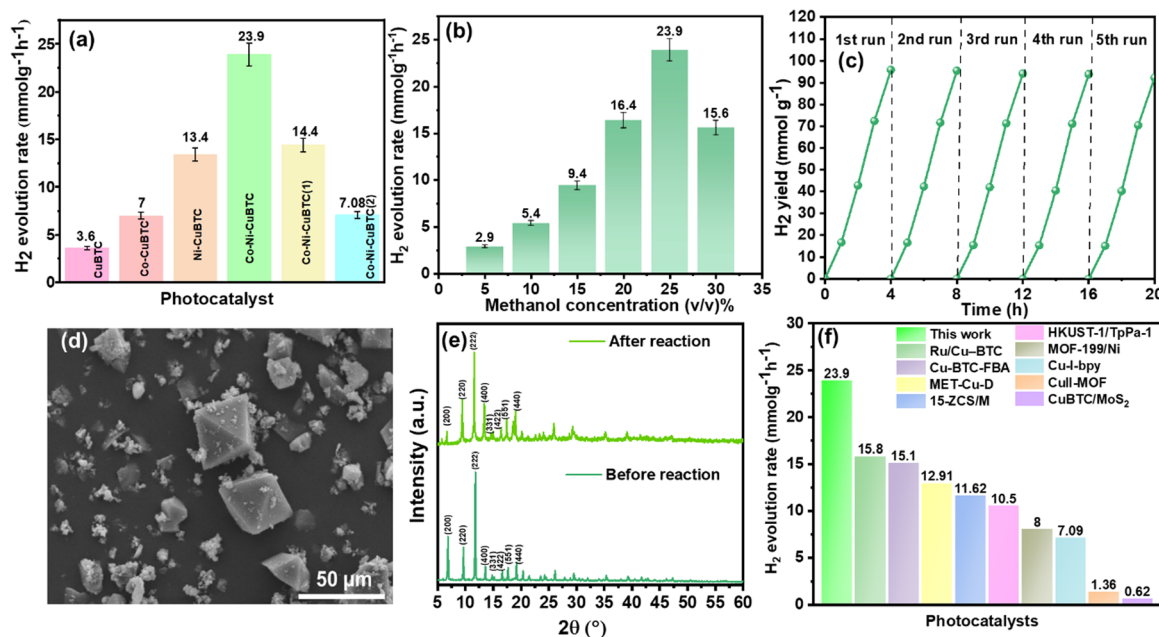 (a)
H2 evolution rate (mmolg-1h-1)
25
20
15
10
5
0
3.6
7
13.4
23.9
14.4
7.08
CuBTC
Co-CuBTC
Ni-CuBTC
Co-Ni-CuBTC
Co-Ni-CuBTC(1)
Co-Ni-CuBTC(2)
Photocatalyst
(b)
H2 evolution rate (mmolg-1h-1)
25
20
15
10
5
0
2.9
5.4
9.4
16.4
23.9
15.6
0 5 10 15 20 25 30 35
Methanol concentration (v/v)%
(c)
H2 yield (mmol g-1)
120
110
100
90
80
70
60
50
40
30
20
10
0
1st run 2nd run 3rd run 4th run 5th run
0 4 8 12 16 20
Time (h)
(d)
50 µm
(e)
Intensity (a.u.)
After reaction
(200)
(220)
(222)
(400)
(331)
(422)
(551)
(440)
Before reaction
(200)
(220)
(222)
(400)
(331)
(422)
(551)
(440)
5 10 15 20 25 30 35 40 45 50 55 60
2θ (°)
(f)
H2 evolution rate (mmolg-1h-1)
30
25
20
15
10
5
0
This work
Ru/Cu–BTC
Cu-BTC-FBA
MET-Cu-D
15-ZCS/M
HKUST-1/TpPa-1
MOF-199/Ni
Cu-I-bpy
CuII-MOF
CuBTC/MoS2
23.9
15.8
15.1
12.91
11.62
10.5
8
7.09
1.36
0.62
Photocatalysts